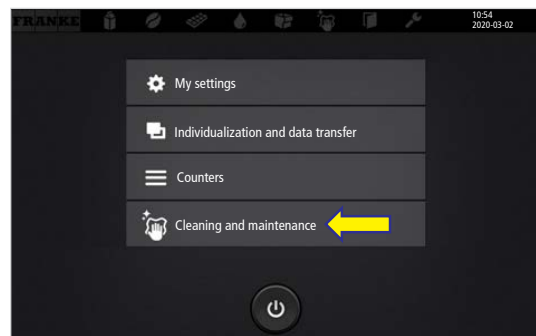 FRANKE
10:54
2020-03-02
My settings
Individualization and data transfer
Counters
Cleaning and maintenance